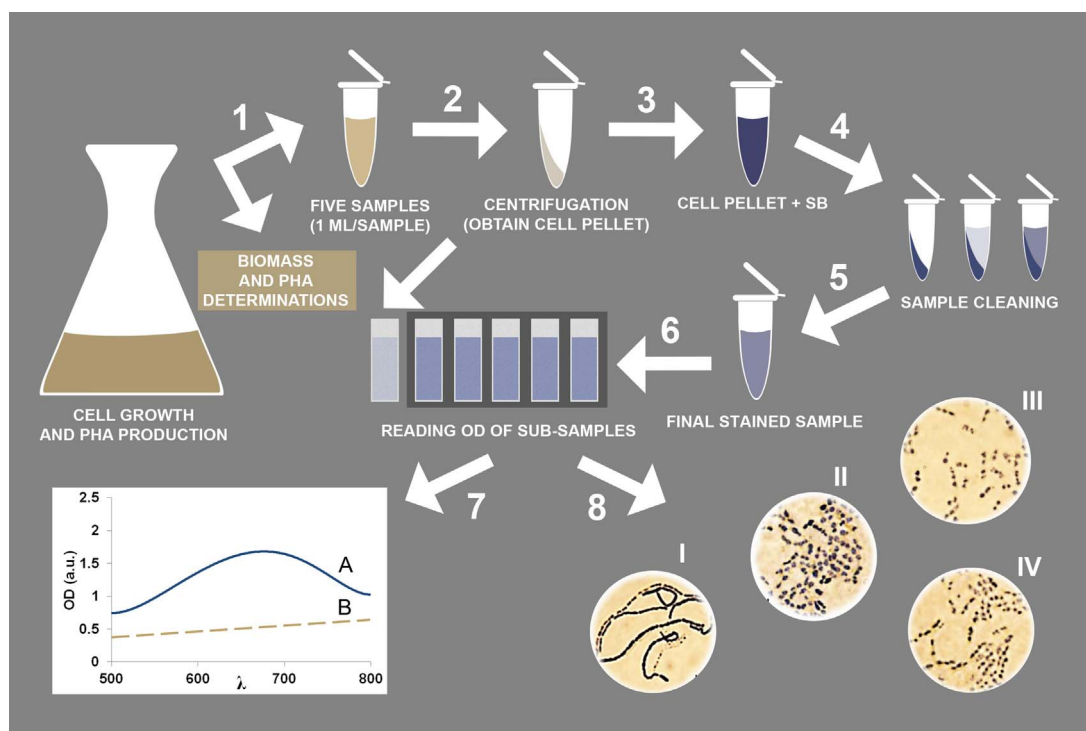 1
2
3
4
FIVE SAMPLES
(1 ML/SAMPLE)
CENTRIFUGATION
(OBTAIN CELL PELLET)
CELL PELLET + SB
BIOMASS
AND PHA
DETERMINATIONS
5
SAMPLE CLEANING
6
CELL GROWTH
AND PHA PRODUCTION
READING OD OF SUB-SAMPLES
FINAL STAINED SAMPLE
7
8
I
II
III
IV
OD (a.u.)
2.5
2
1.5
1
0.5
0
A
B
500
600
700
800
λ